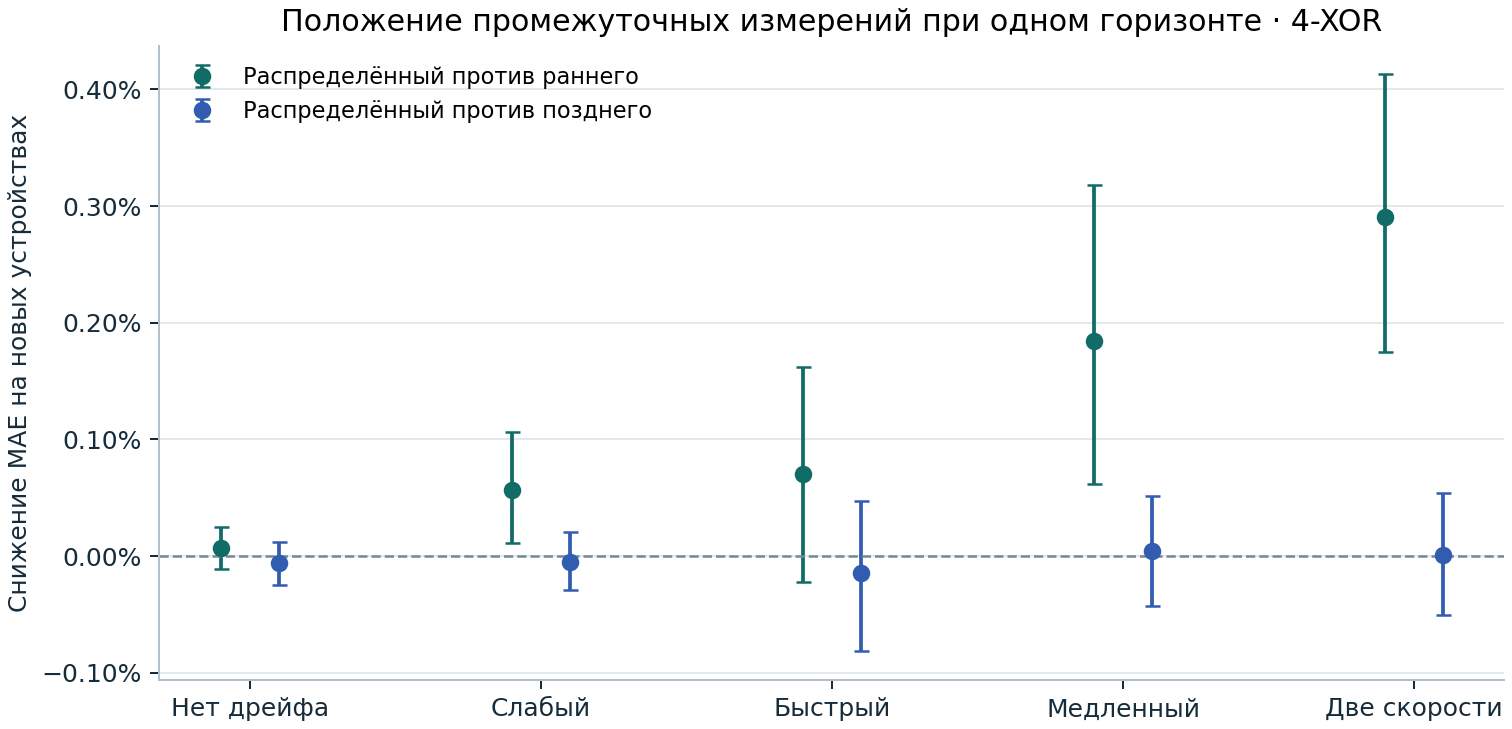 Положение промежуточных измерений при одном горизонте · 4-XOR
Распределённый против раннего
Распределённый против позднего
Снижение MAE на новых устройствах
0.40%
0.30%
0.20%
0.10%
0.00%
−0.10%
Нет дрейфа
Слабый
Быстрый
Медленный
Две скорости